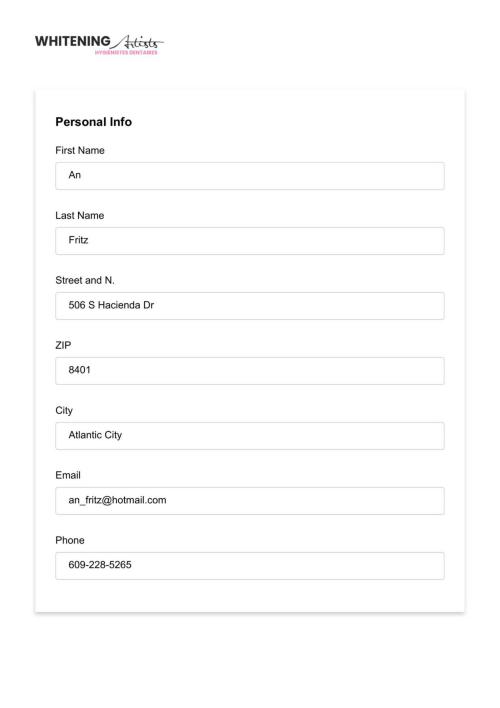 WHITENING Artists
HYGIÉNISTES DENTAIRES
Personal Info
First Name
An
Last Name
Fritz
Street and N.
506 S Hacienda Dr
ZIP
8401
City
Atlantic City
Email
an_fritz@hotmail.com
Phone
609-228-5265